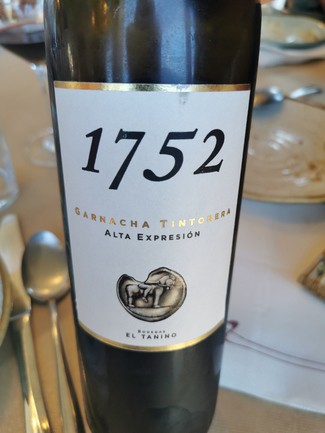 1752
GARNACHA TINTORERA
ALTA EXPRESIÓN
BODEGAS
EL TANINO